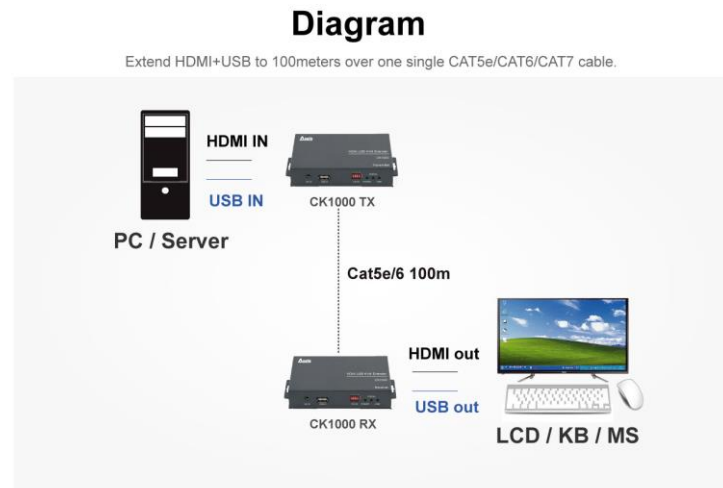 Diagram
Extend HDMI+USB to 100meters over one single CAT5e/CAT6/CAT7 cable.
HDMI IN
USB IN
CK1000 TX
PC / Server
Cat5e/6 100m
HDMI out
USB out
CK1000 RX
LCD / KB / MS